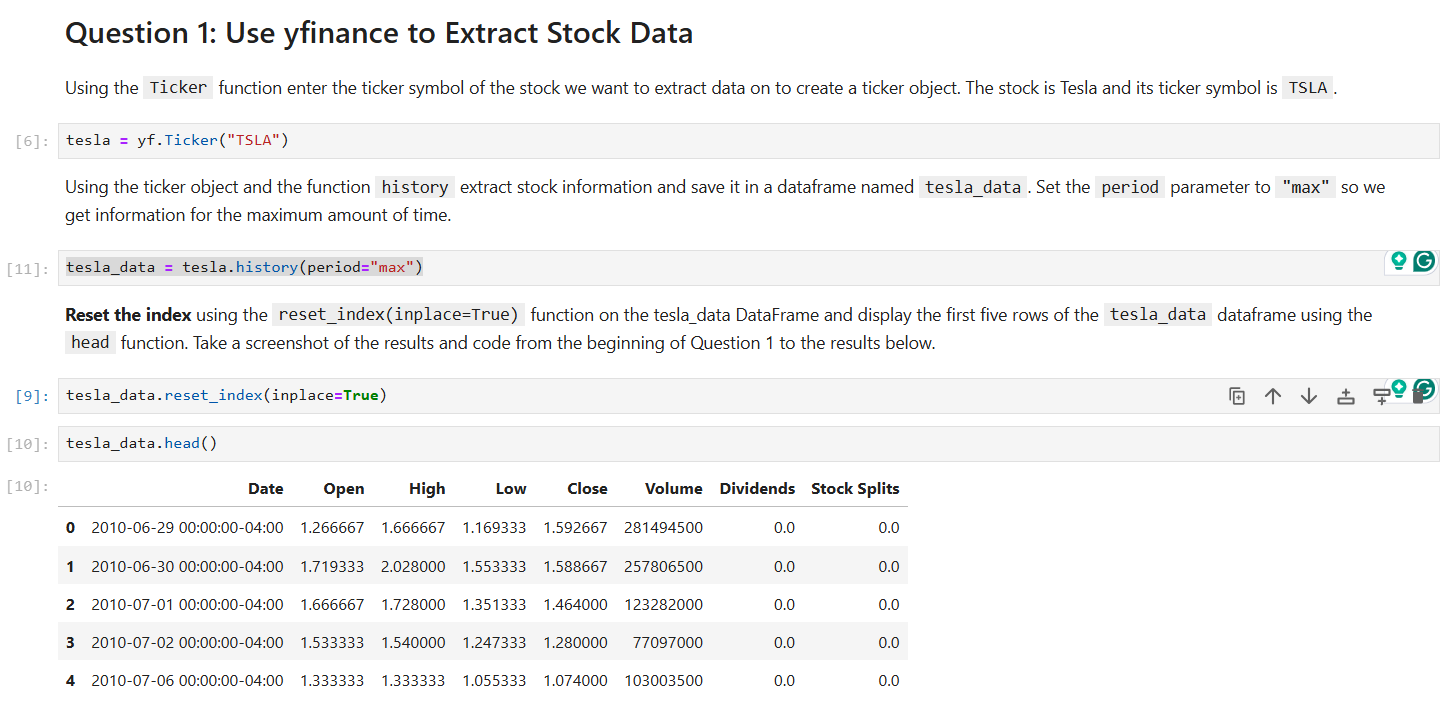 Question 1: Use yfinance to Extract Stock Data
Using the Ticker function enter the ticker symbol of the stock we want to extract data on to create a ticker object. The stock is Tesla and its ticker symbol is TSLA.
[6]: tesla = yf.Ticker("TSLA")
Using the ticker object and the function history extract stock information and save it in a dataframe named tesla_data. Set the period parameter to "max" so we
get information for the maximum amount of time.
[11]: tesla_data = tesla.history(period="max")
Reset the index using the reset_index(inplace=True) function on the tesla_data DataFrame and display the first five rows of the tesla_data dataframe using the
head function. Take a screenshot of the results and code from the beginning of Question 1 to the results below.
[9]: tesla_data.reset_index(inplace=True)
[10]: tesla_data.head()
[10]:
Date Open High Low Close Volume Dividends Stock Splits
0 2010-06-29 00:00:00-04:00 1.266667 1.666667 1.169333 1.592667 281494500 0.0 0.0
1 2010-06-30 00:00:00-04:00 1.719333 2.028000 1.553333 1.588667 257806500 0.0 0.0
2 2010-07-01 00:00:00-04:00 1.666667 1.728000 1.351333 1.464000 123282000 0.0 0.0
3 2010-07-02 00:00:00-04:00 1.533333 1.540000 1.247333 1.280000 77097000 0.0 0.0
4 2010-07-06 00:00:00-04:00 1.333333 1.333333 1.055333 1.074000 103003500 0.0 0.0